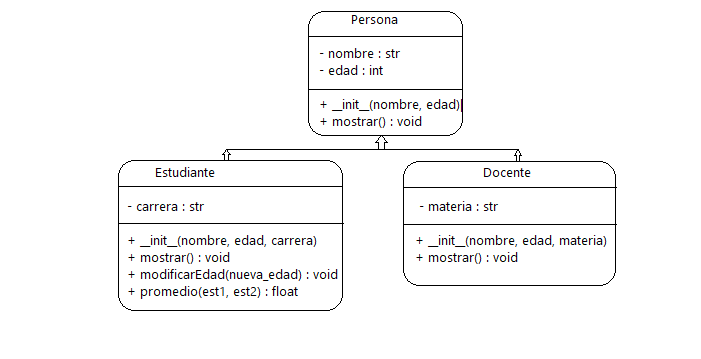 Persona
- nombre : str
- edad : int
+ __init__(nombre, edad)
+ mostrar() : void
Estudiante
- carrera : str
+ __init__(nombre, edad, carrera)
+ mostrar() : void
+ modificarEdad(nueva_edad) : void
+ promedio(est1, est2) : float
Docente
- materia : str
+ __init__(nombre, edad, materia)
+ mostrar() : void